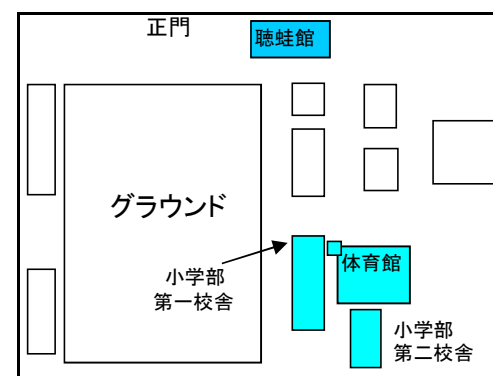 正門
聴蛙館
グラウンド
体育館
小学部
第一校舎
小学部
第二校舎